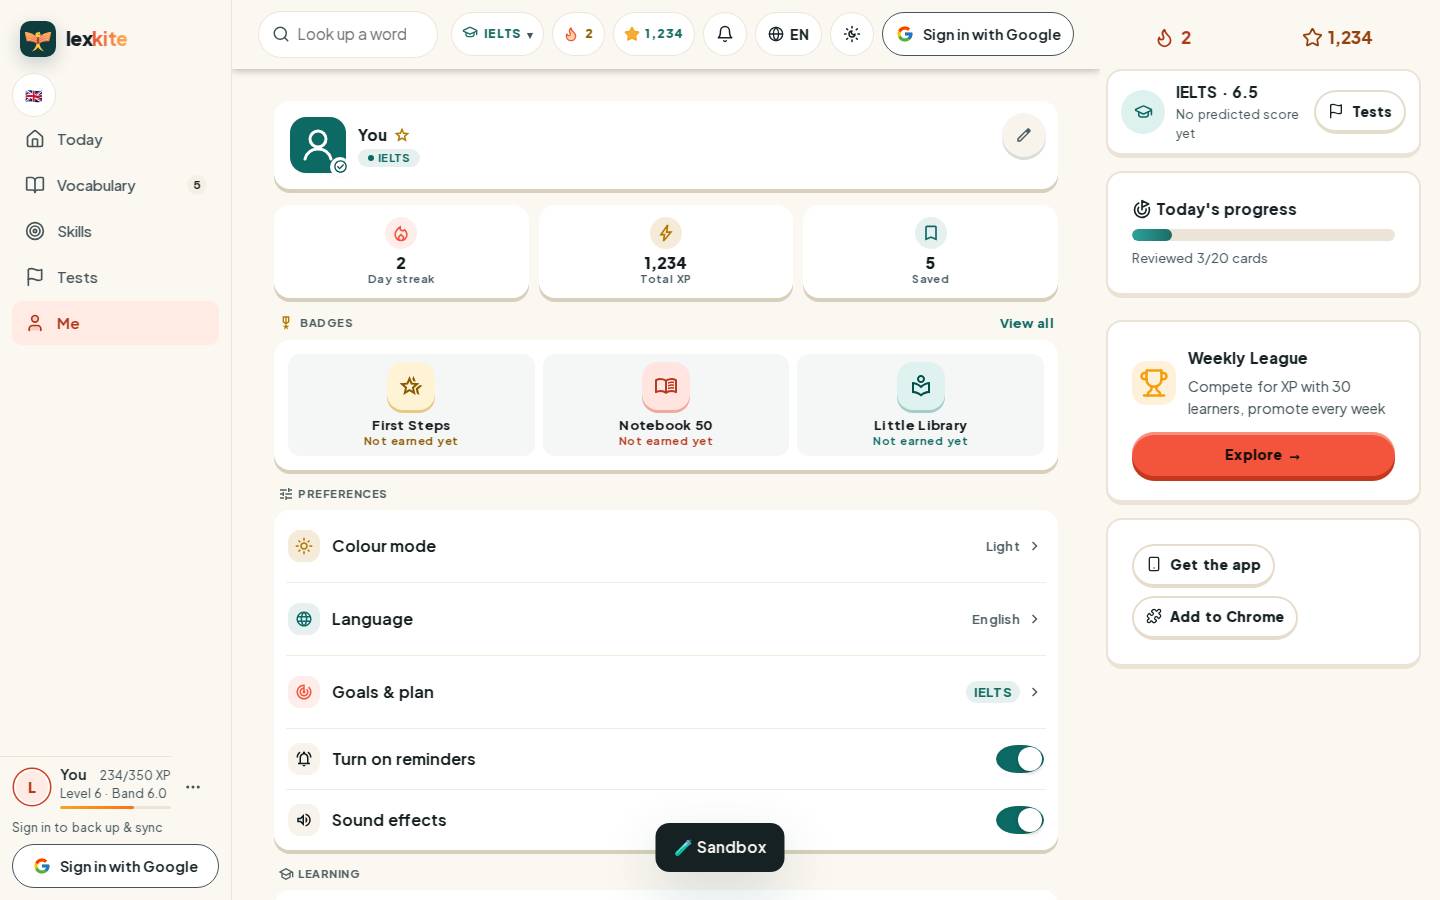 lexkite
Today
Vocabulary 5
Skills
Tests
Me
You 234/350 XP
Level 6 · Band 6.0
L
Sign in to back up & sync
Sign in with Google
Look up a word
IELTS ▾
2
1,234
EN
Sign in with Google
You
IELTS
2
Day streak
1,234
Total XP
5
Saved
BADGES
View all
First Steps
Not earned yet
Notebook 50
Not earned yet
Little Library
Not earned yet
PREFERENCES
Colour mode Light
Language English
Goals & plan IELTS
Turn on reminders
Sound effects
Sandbox
LEARNING
2 1,234
IELTS · 6.5
No predicted score
yet
Tests
Today's progress
Reviewed 3/20 cards
Weekly League
Compete for XP with 30
learners, promote every week
Explore →
Get the app
Add to Chrome